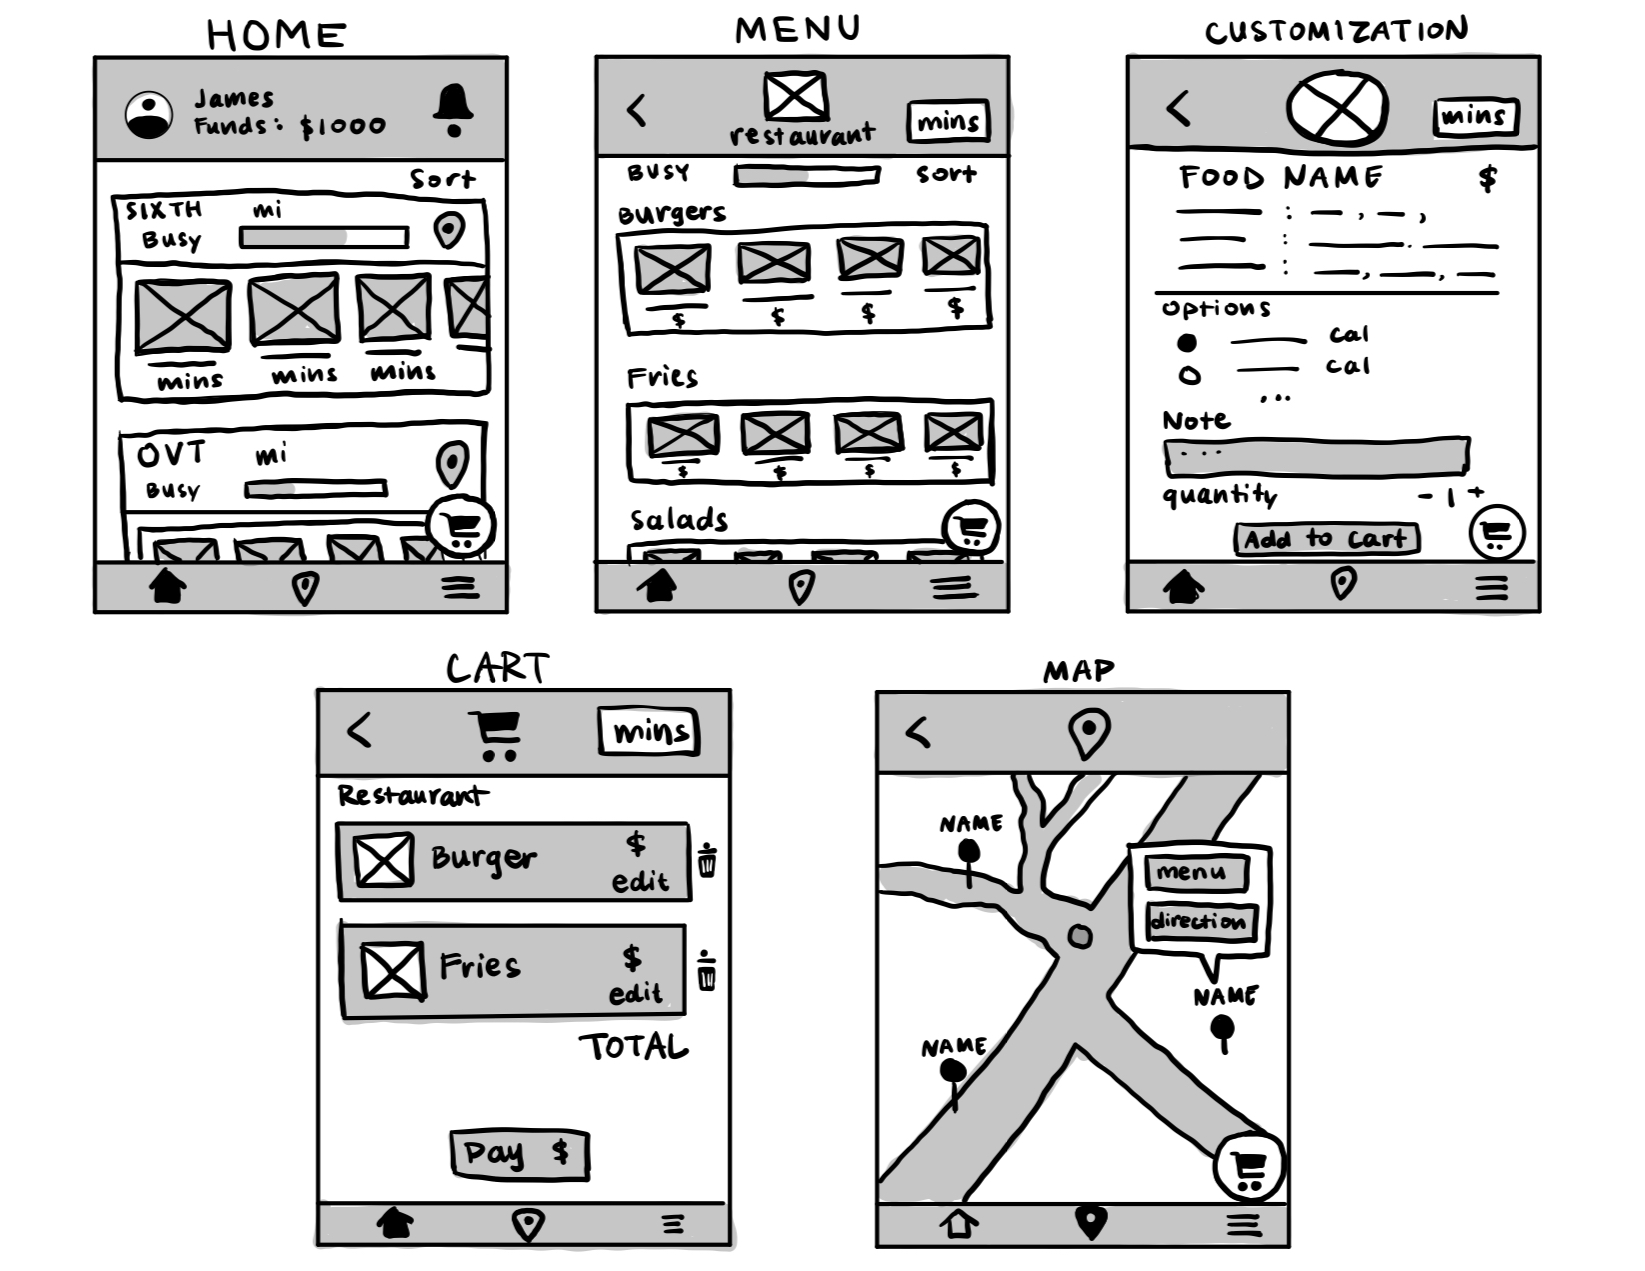 HOME
James
Funds: $1000
Sort
SIXTH mi
Busy
mins mins mins
OVT mi
Busy
MENU
< mins
restaurant
BUSY sort
Burgers
$ $ $ $
Fries
$ $ $ $
Salads
CUSTOMIZATION
< mins
FOOD NAME $
: , ,
: .
: , ,
Options
cal
cal
...
Note
...
quantity - 1 +
Add to cart
CART
< mins
Restaurant
Burger $
edit
Fries $
edit
TOTAL
Pay $
MAP
<
NAME
menu
direction
NAME
NAME